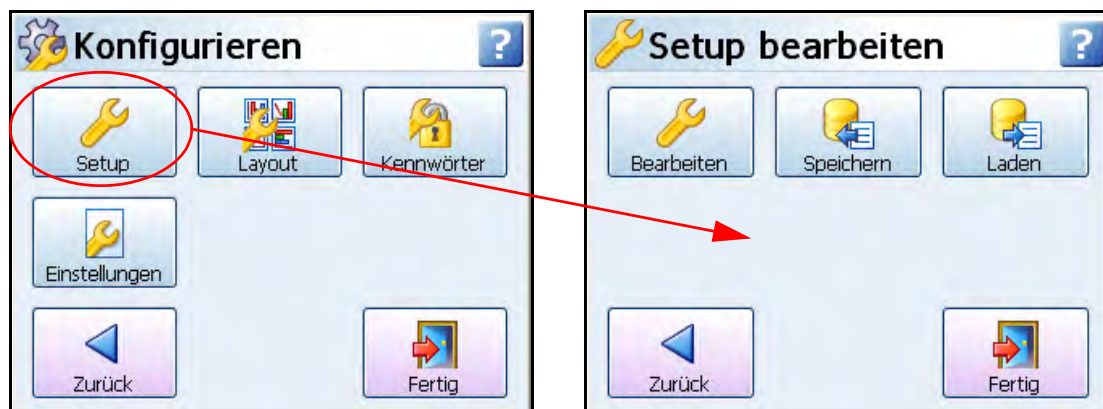 Konfigurieren
?
Setup
Layout
Kennwörter
Einstellungen
Zurück
Fertig
Setup bearbeiten
?
Bearbeiten
Speichern
Laden
Zurück
Fertig